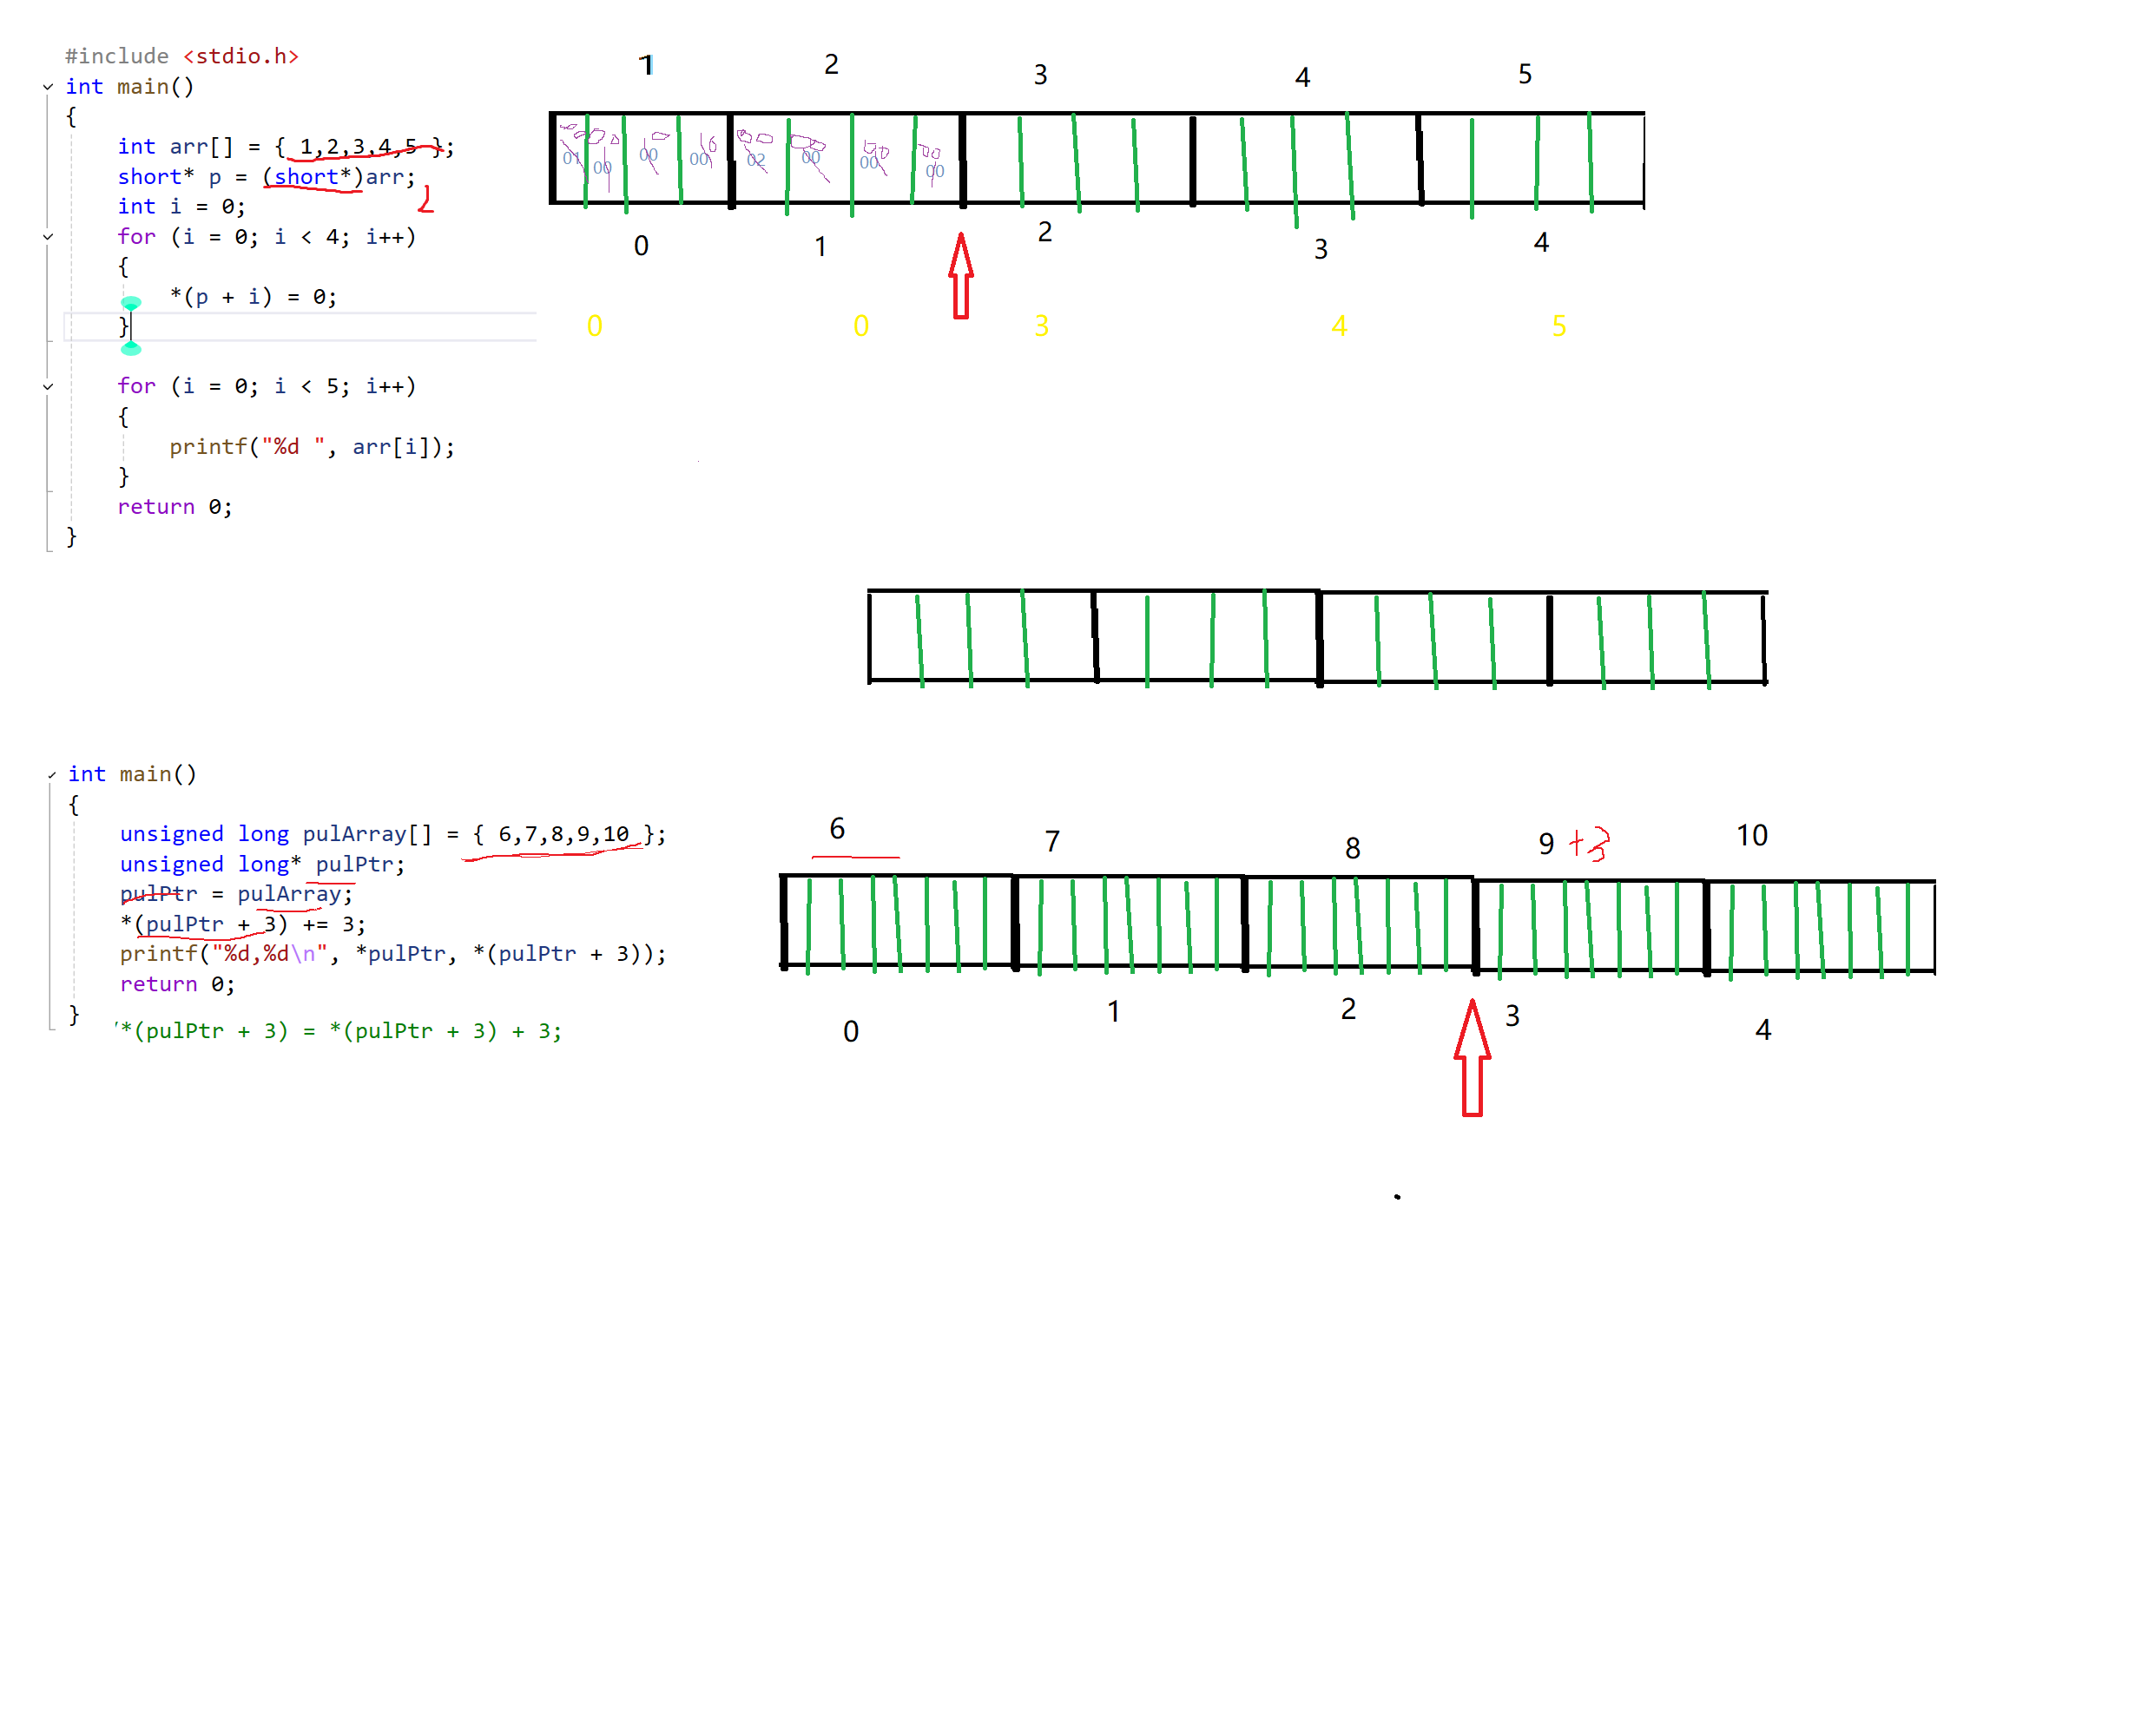 #include <stdio.h>
int main()
{
int arr[] = { 1,2,3,4,5 };
short* p = (short*)arr;
2
int i = 0;
for (i = 0; i < 4; i++)
{
*(p + i) = 0;
}
for (i = 0; i < 5; i++)
{
printf("%d ", arr[i]);
}
return 0;
}
1 2 3 4 5
01 00 00 00 02 00 00 00
0 1 2 3 4
0 0 3 4 5
int main()
{
unsigned long pulArray[] = { 6,7,8,9,10 };
unsigned long* pulPtr;
pulPtr = pulArray;
*(pulPtr + 3) += 3;
printf("%d,%d\n", *pulPtr, *(pulPtr + 3));
return 0;
}
/*(pulPtr + 3) = *(pulPtr + 3) + 3;
6 7 8 9 +3 10
0 1 2 3 4